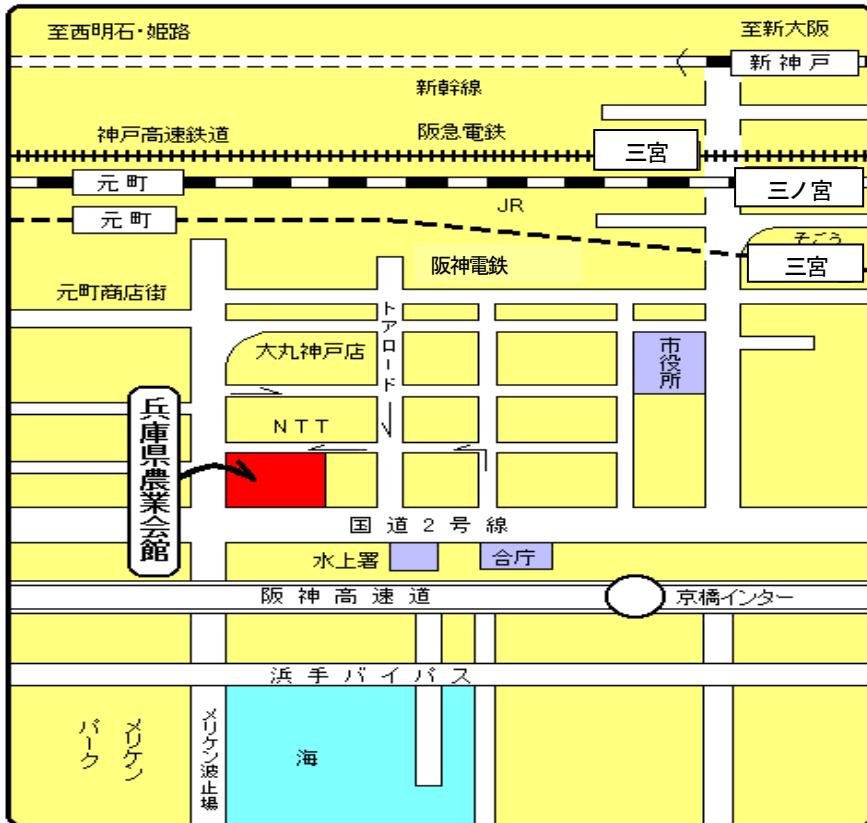 至西明石・姫路
至新大阪
新神戸
新幹線
神戸高速鉄道
阪急電鉄
三宮
元町
三ノ宮
JR
元町
そごう
阪神電鉄
三宮
元町商店街
トアロード
大丸神戸店
市役所
兵庫県農業会館
NTT
国道2号線
水上署
合庁
阪神高速道
京橋インター
浜手バイパス
メリケン
パーク
メリケン波止場
海